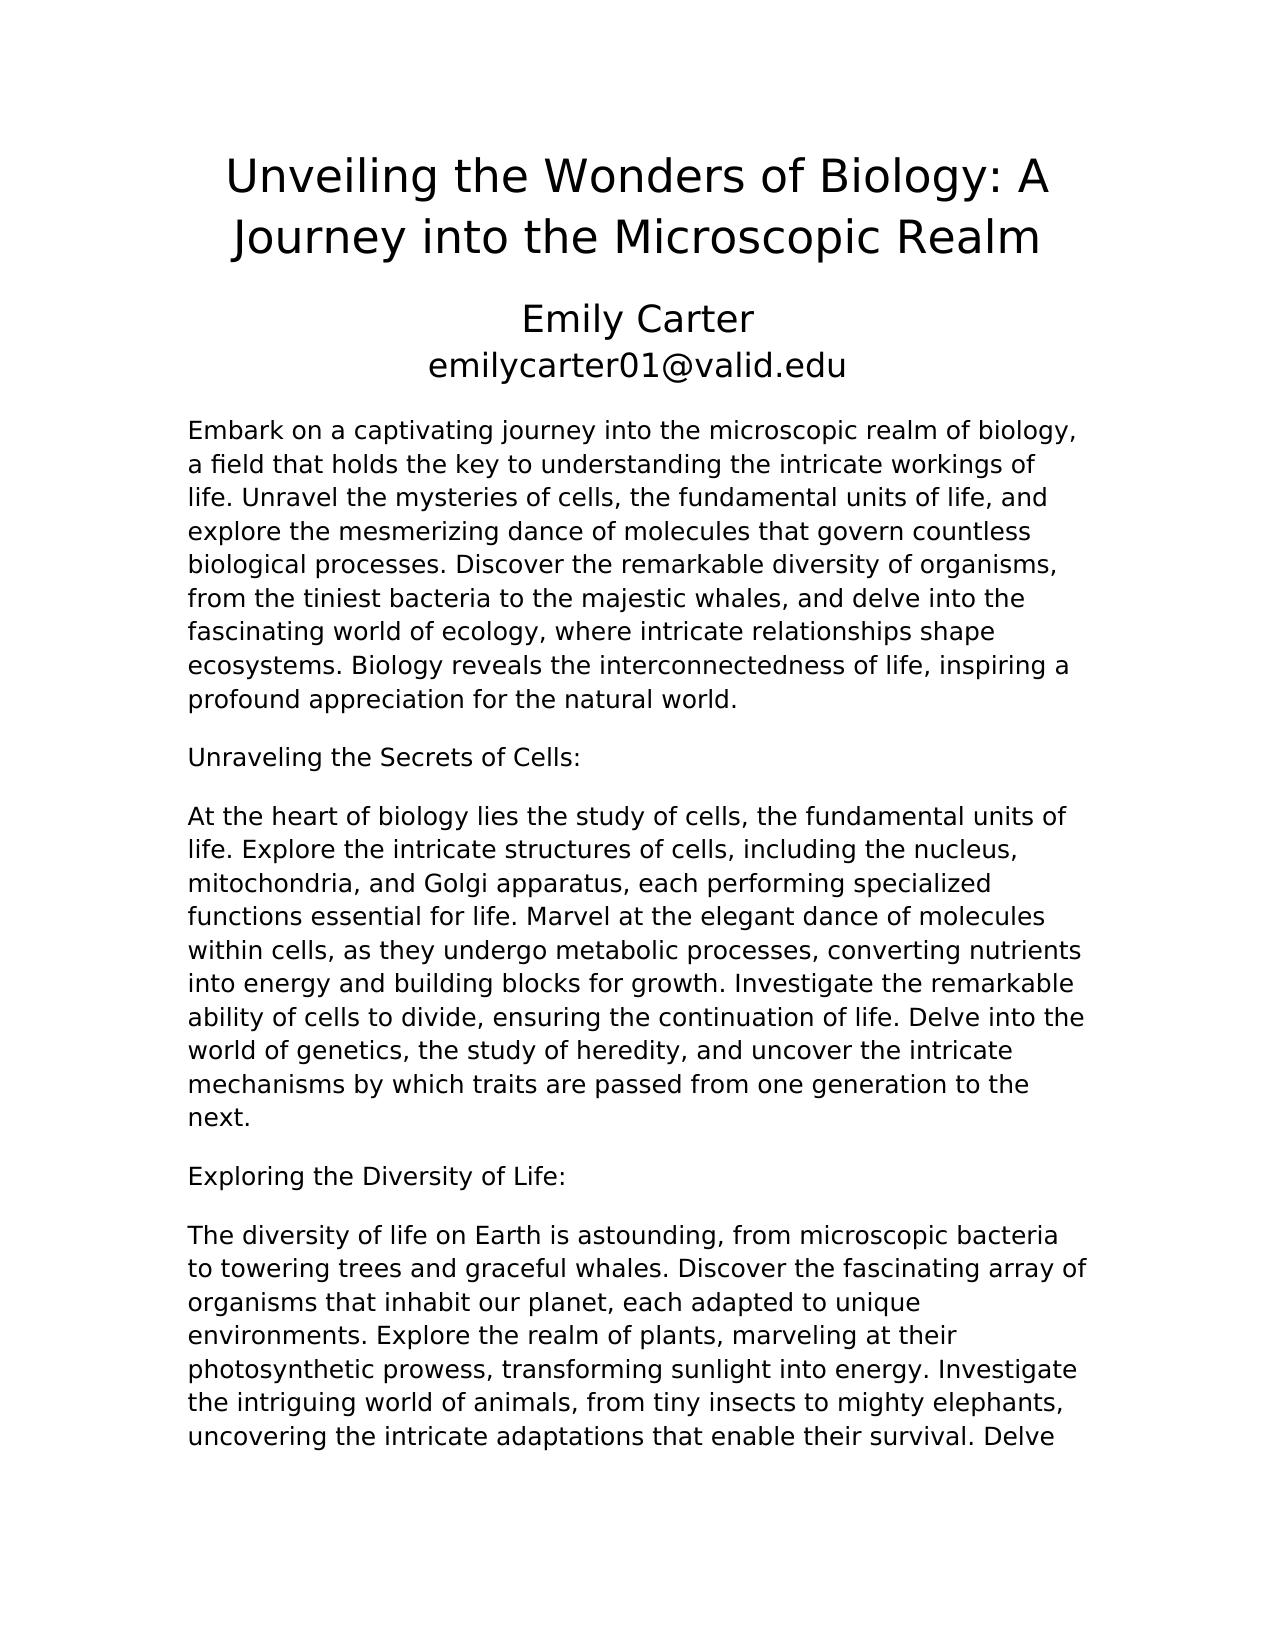 Unveiling the Wonders of Biology: A
Journey into the Microscopic Realm
Emily Carter
emilycarter01@valid.edu
Embark on a captivating journey into the microscopic realm of biology,
a field that holds the key to understanding the intricate workings of
life. Unravel the mysteries of cells, the fundamental units of life, and
explore the mesmerizing dance of molecules that govern countless
biological processes. Discover the remarkable diversity of organisms,
from the tiniest bacteria to the majestic whales, and delve into the
fascinating world of ecology, where intricate relationships shape
ecosystems. Biology reveals the interconnectedness of life, inspiring a
profound appreciation for the natural world.
Unraveling the Secrets of Cells:
At the heart of biology lies the study of cells, the fundamental units of
life. Explore the intricate structures of cells, including the nucleus,
mitochondria, and Golgi apparatus, each performing specialized
functions essential for life. Marvel at the elegant dance of molecules
within cells, as they undergo metabolic processes, converting nutrients
into energy and building blocks for growth. Investigate the remarkable
ability of cells to divide, ensuring the continuation of life. Delve into the
world of genetics, the study of heredity, and uncover the intricate
mechanisms by which traits are passed from one generation to the
next.
Exploring the Diversity of Life:
The diversity of life on Earth is astounding, from microscopic bacteria
to towering trees and graceful whales. Discover the fascinating array of
organisms that inhabit our planet, each adapted to unique
environments. Explore the realm of plants, marveling at their
photosynthetic prowess, transforming sunlight into energy. Investigate
the intriguing world of animals, from tiny insects to mighty elephants,
uncovering the intricate adaptations that enable their survival. Delve